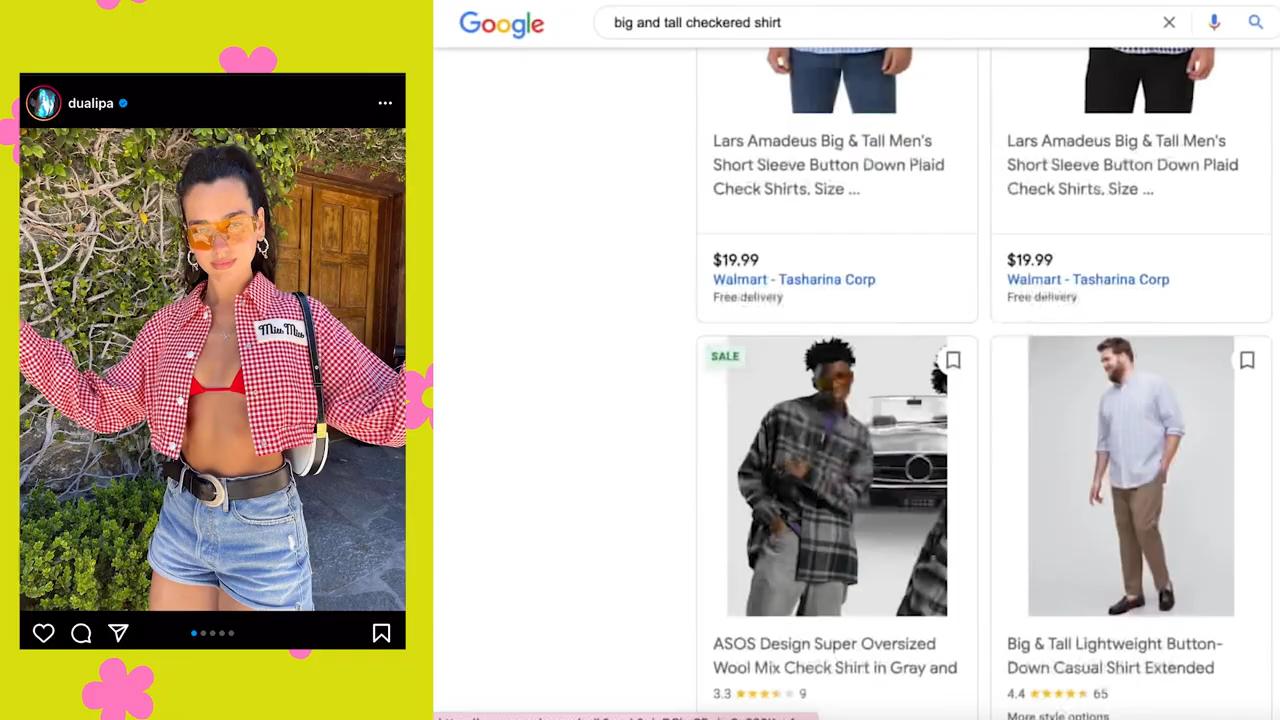 dualipa
Miu Miu
Google
big and tall checkered shirt
Lars Amadeus Big & Tall Men's
Short Sleeve Button Down Plaid
Check Shirts, Size ...
$19.99
Walmart - Tasharina Corp
Free delivery
Lars Amadeus Big & Tall Men's
Short Sleeve Button Down Plaid
Check Shirts, Size ...
$19.99
Walmart - Tasharina Corp
Free delivery
SALE
ASOS Design Super Oversized
Wool Mix Check Shirt in Gray and
3.3
9
Big & Tall Lightweight Button-
Down Casual Shirt Extended
4.4
65
More style options